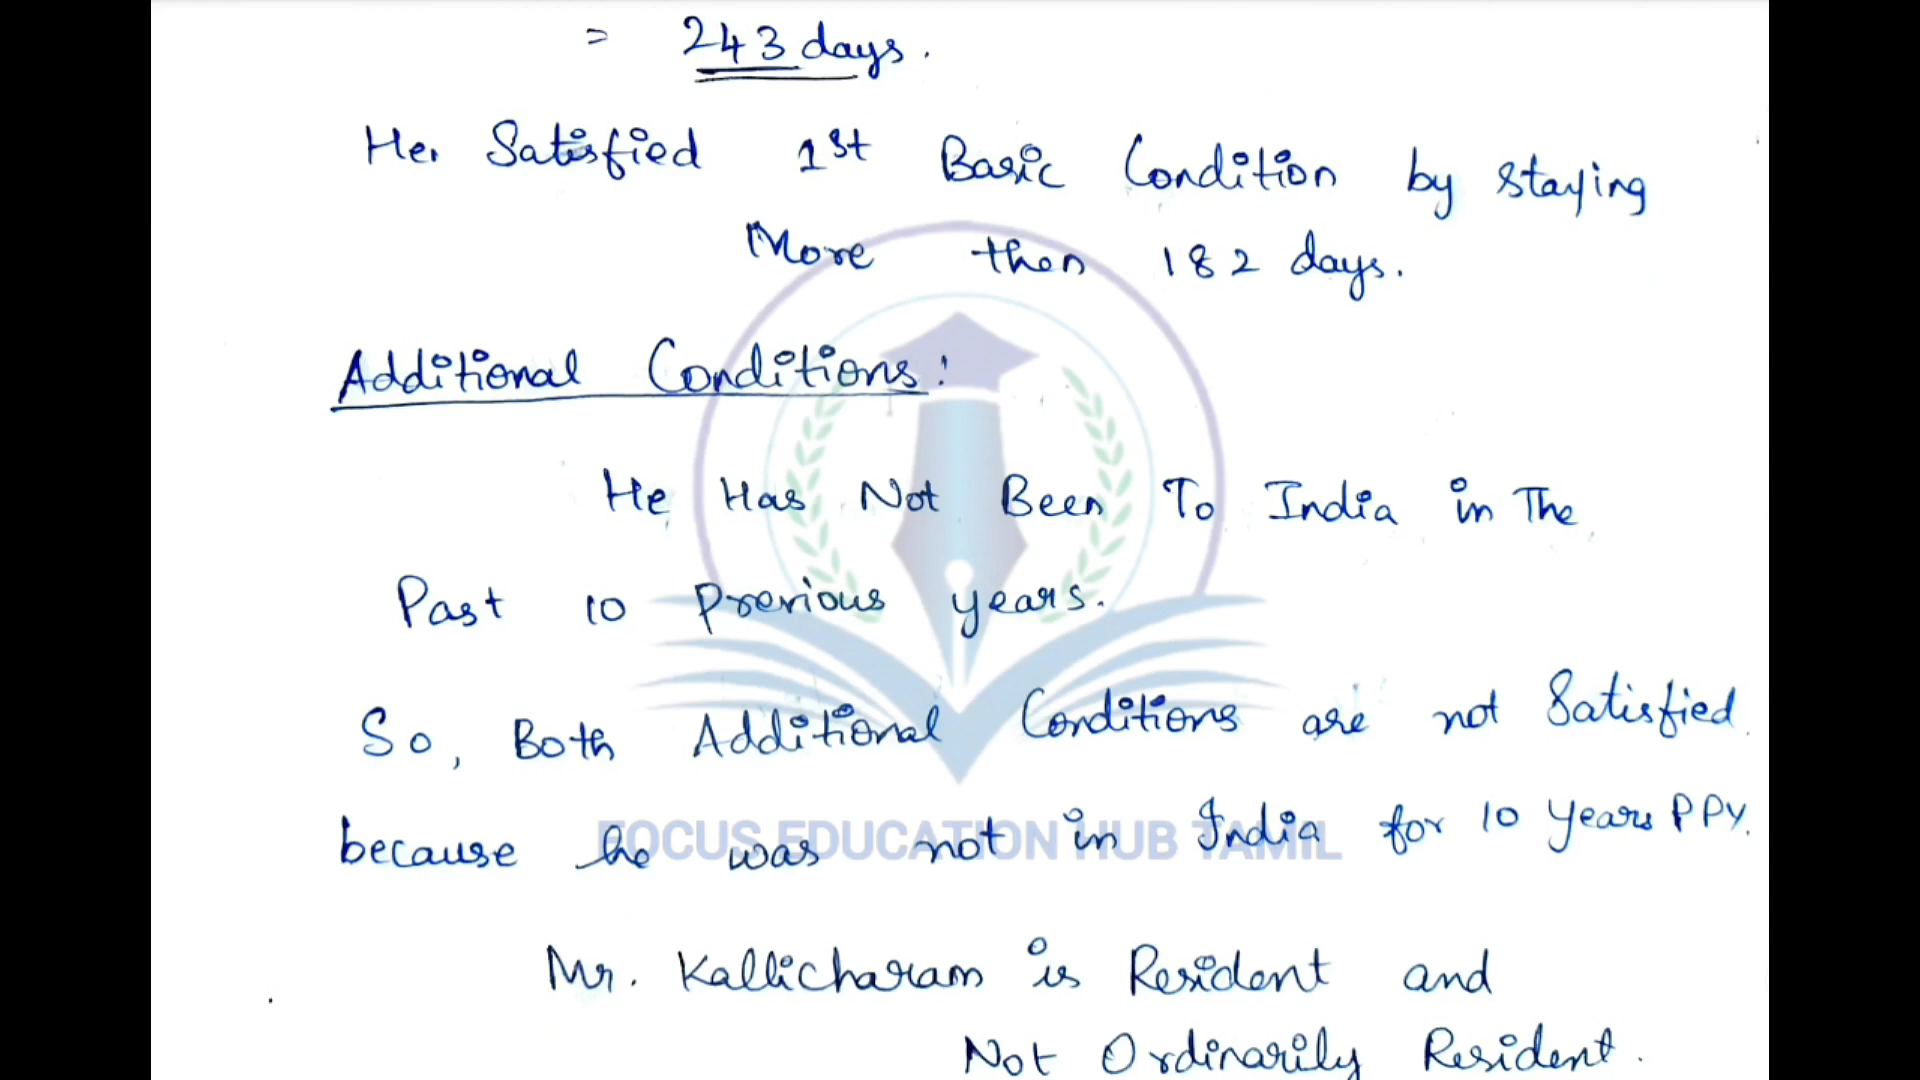 = 243 days.
He. Satisfied 1st Basic Condition by staying
More then 182 days.
Additional Conditions:
He Has Not Been To India in The
Past 10 Previous years.
So, Both Additional Conditions are not Satisfied.
because he was not in India for 10 Years PPY.
FOCUS EDUCATION HUB TAMIL
Mr. Kallicharam is Resident and
Not Ordinarily Resident.